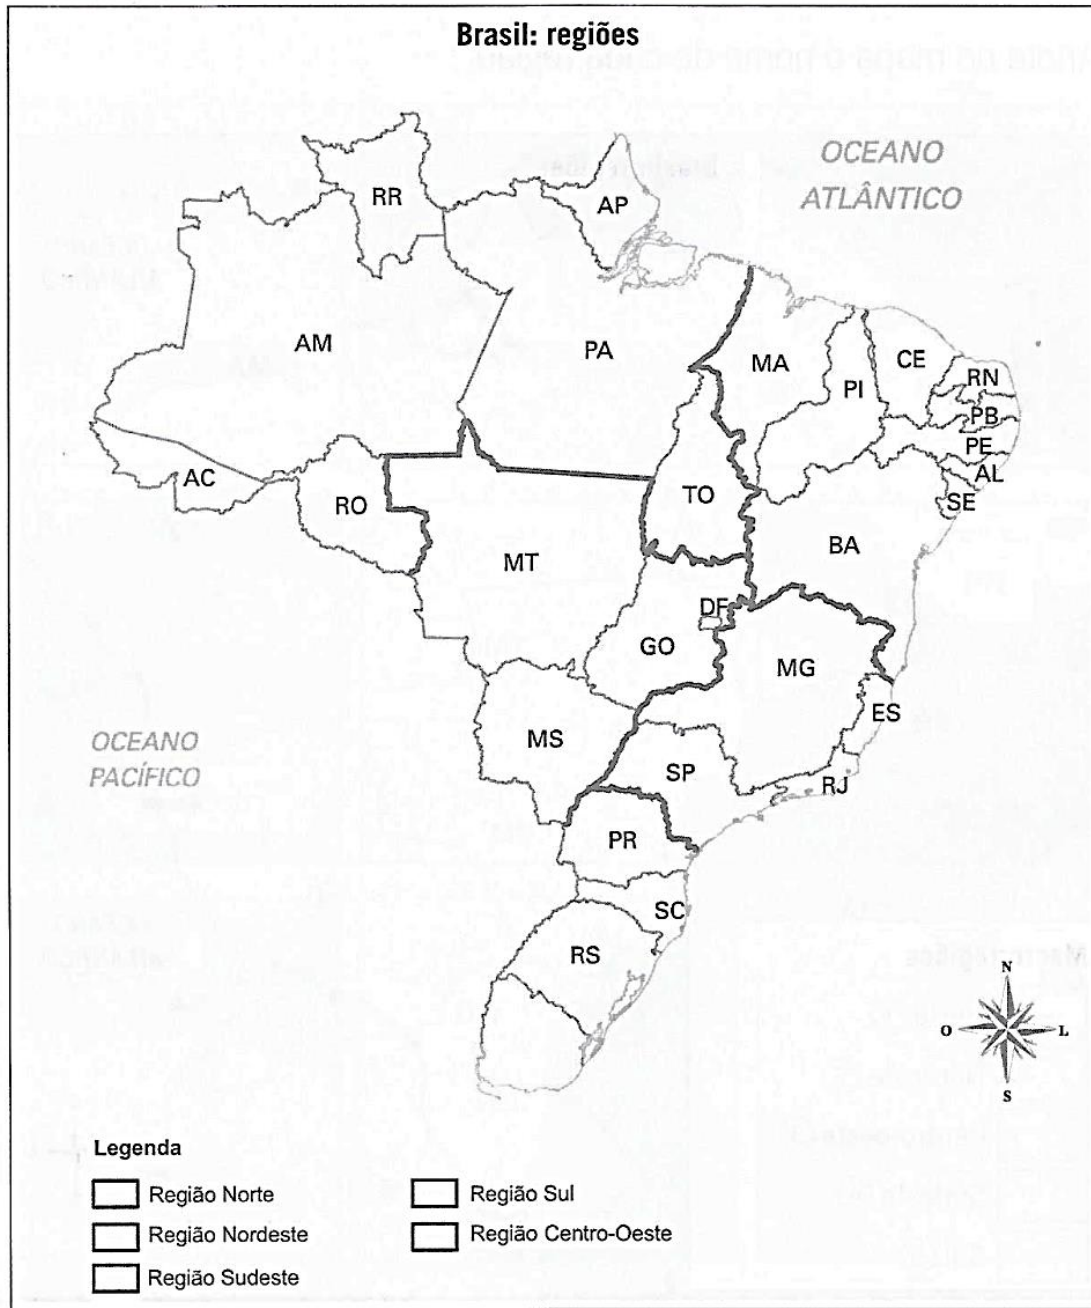 Brasil: regiões
OCEANO
ATLÂNTICO
RR
AP
AM
PA
MA
CE
PI
RN
PB
PE
AL
SE
AC
RO
TO
BA
MT
DF
GO
MG
ES
MS
SP
RJ
PR
SC
RS
OCEANO
PACÍFICO
N
O
L
S
Legenda
Região Norte
Região Sul
Região Nordeste
Região Centro-Oeste
Região Sudeste